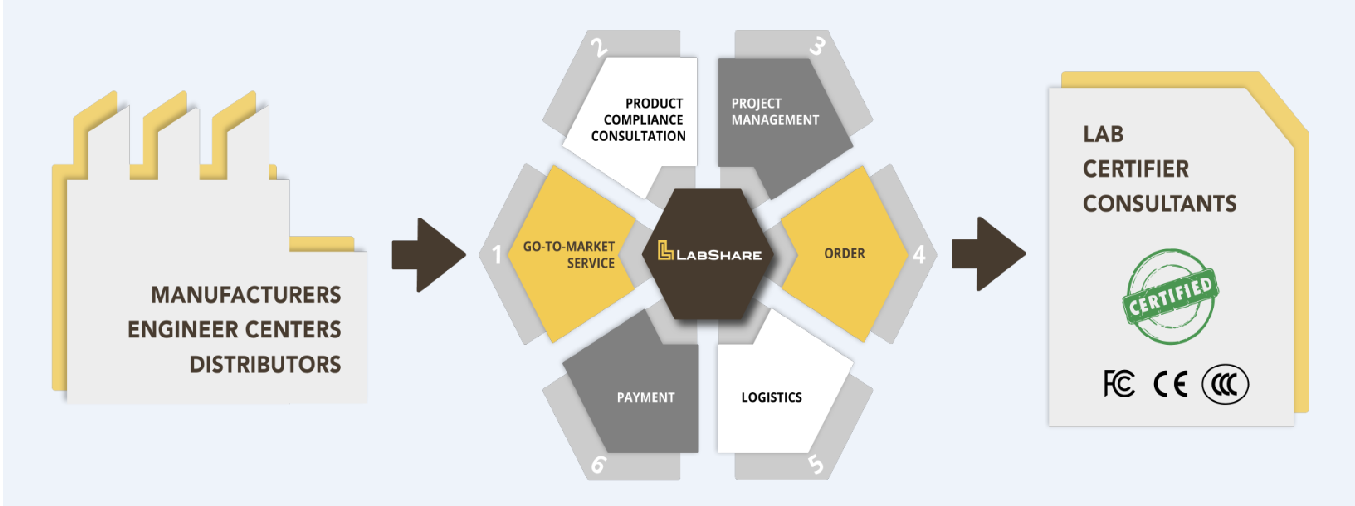 MANUFACTURERS
ENGINEER CENTERS
DISTRIBUTORS
1
GO-TO-MARKET
SERVICE
2
PRODUCT
COMPLIANCE
CONSULTATION
3
PROJECT
MANAGEMENT
4
ORDER
5
LOGISTICS
6
PAYMENT
LABSHARE
LAB
CERTIFIER
CONSULTANTS
CERTIFIED
FC CE CCC